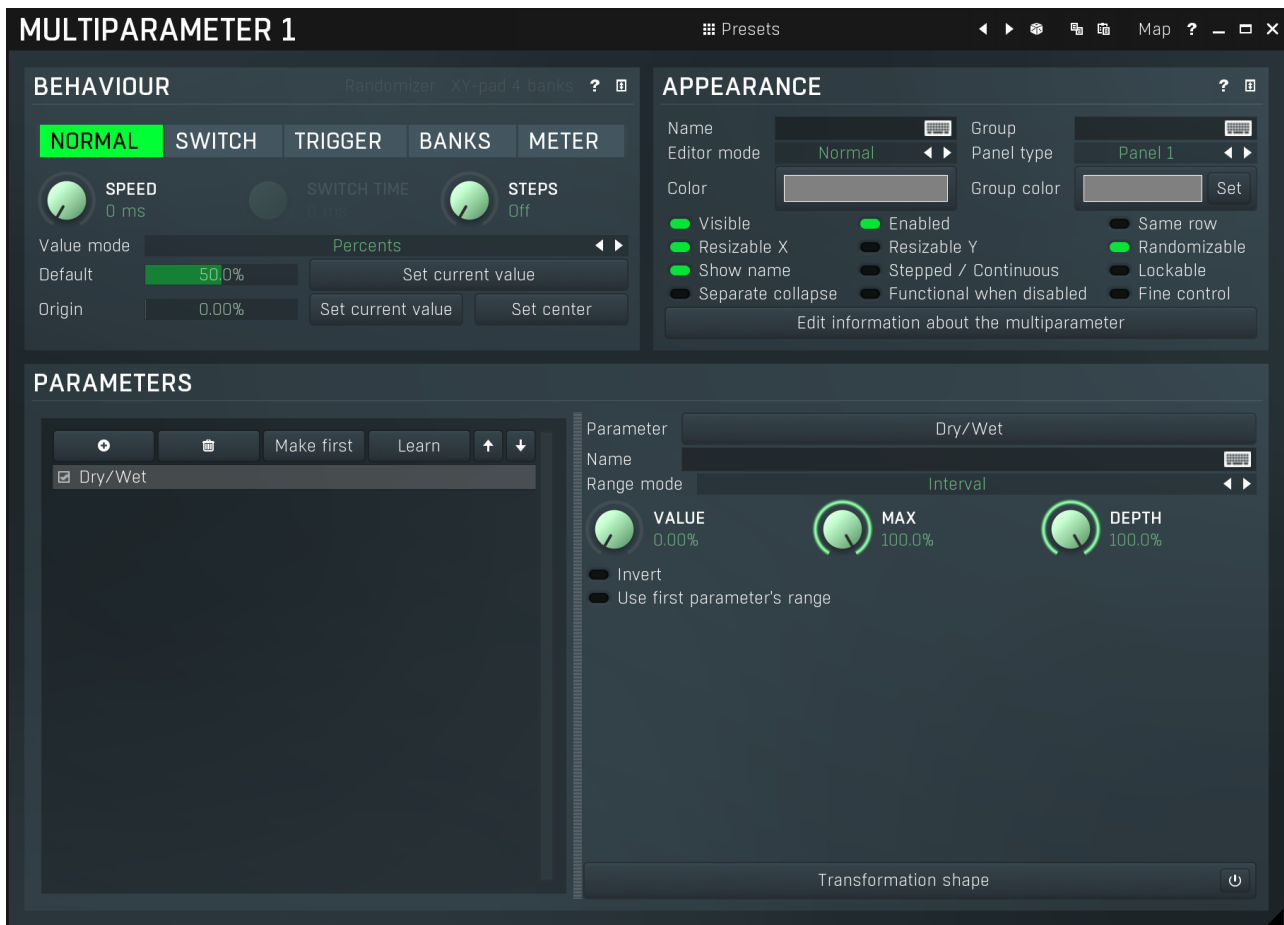 MULTIPARAMETER 1
Presets
Map ?
BEHAVIOUR
Randomizer XY-pad 4 banks ?
NORMAL SWITCH TRIGGER BANKS METER
SPEED
0 ms
SWITCH TIME
STEPS
Off
Value mode Percents
Default 50.0% Set current value
Origin 0.00% Set current value Set center
APPEARANCE ?
Name Group
Editor mode Normal Panel type Panel 1
Color Group color Set
Visible Enabled Same row
Resizable X Resizable Y Randomizable
Show name Stepped / Continuous Lockable
Separate collapse Functional when disabled Fine control
Edit information about the multiparameter
PARAMETERS
Make first Learn
Dry/Wet
Parameter Dry/Wet
Name
Range mode Interval
VALUE
0.00%
MAX
100.0%
DEPTH
100.0%
Invert
Use first parameter's range
Transformation shape